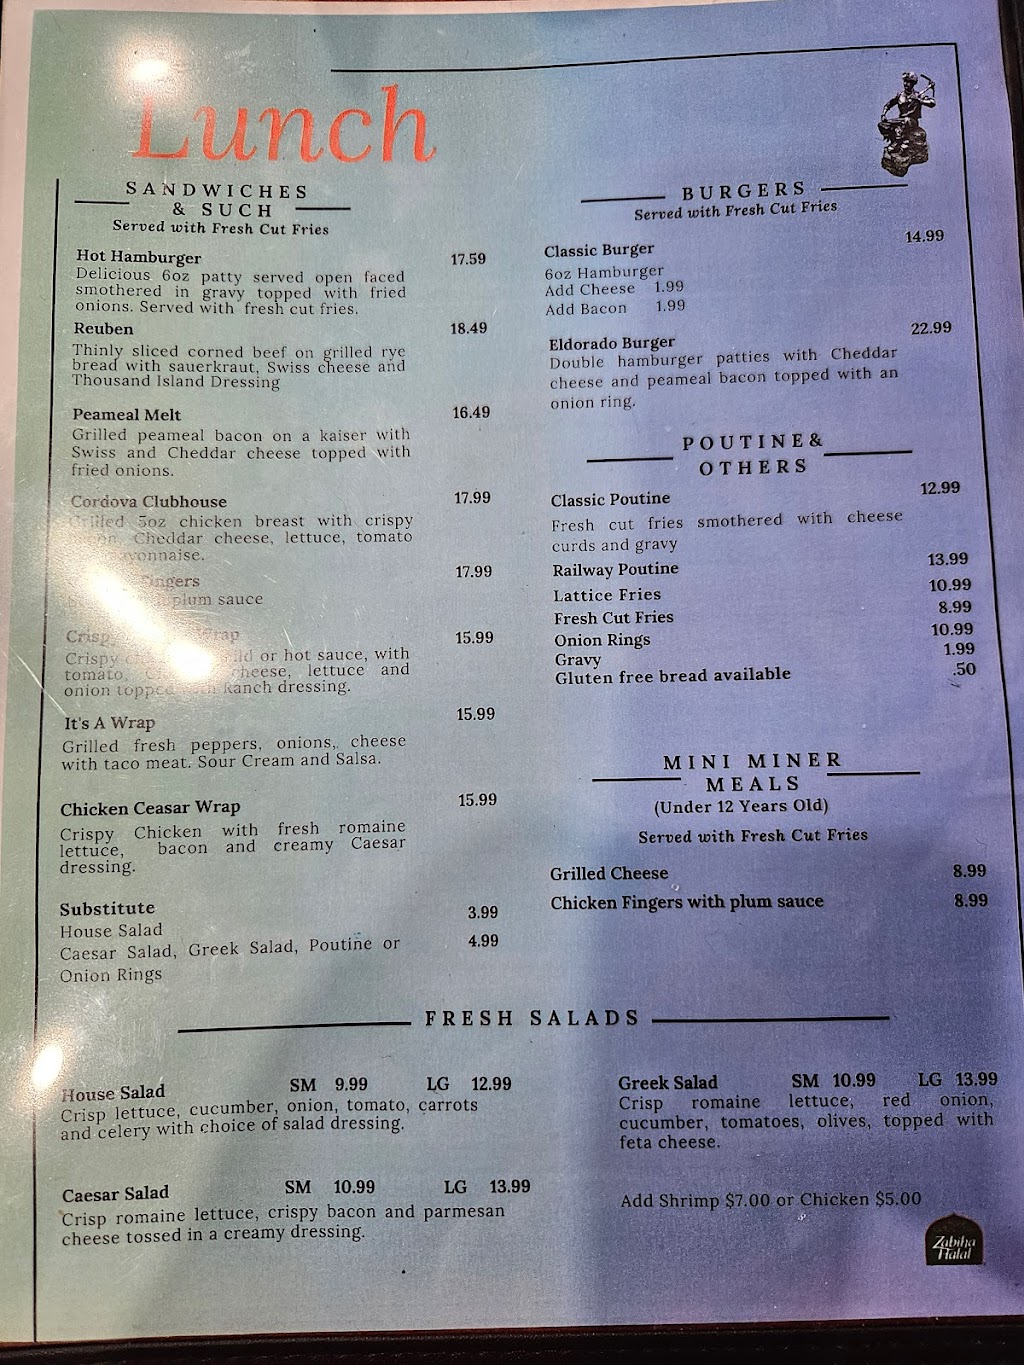 Lunch
SANDWICHES
& SUCH
Served with Fresh Cut Fries
Hot Hamburger 17.59
Delicious 6oz patty served open faced
smothered in gravy topped with fried
onions. Served with fresh cut fries.
Reuben 18.49
Thinly sliced corned beef on grilled rye
bread with sauerkraut, Swiss cheese and
Thousand Island Dressing
Peameal Melt 16.49
Grilled peameal bacon on a kaiser with
Swiss and Cheddar cheese topped with
fried onions.
Cordova Clubhouse 17.99
Grilled 5oz chicken breast with crispy
bacon, Cheddar cheese, lettuce, tomato
mayonnaise.
Fingers 17.99
plum sauce
Crispy Wrap 15.99
Crispy or hot sauce, with
tomato, cheese, lettuce and
onion topped with Ranch dressing.
It's A Wrap 15.99
Grilled fresh peppers, onions, cheese
with taco meat. Sour Cream and Salsa.
Chicken Ceasar Wrap 15.99
Crispy Chicken with fresh romaine
lettuce, bacon and creamy Caesar
dressing.
Substitute
House Salad 3.99
Caesar Salad, Greek Salad, Poutine or 4.99
Onion Rings
BURGERS
Served with Fresh Cut Fries
Classic Burger 14.99
6oz Hamburger
Add Cheese 1.99
Add Bacon 1.99
Eldorado Burger 22.99
Double hamburger patties with Cheddar
cheese and peameal bacon topped with an
onion ring.
POUTINE&
OTHERS
Classic Poutine 12.99
Fresh cut fries smothered with cheese
curds and gravy
Railway Poutine 13.99
Lattice Fries 10.99
Fresh Cut Fries 8.99
Onion Rings 10.99
Gravy 1.99
Gluten free bread available .50
MINI MINER
MEALS
(Under 12 Years Old)
Served with Fresh Cut Fries
Grilled Cheese 8.99
Chicken Fingers with plum sauce 8.99
FRESH SALADS
House Salad SM 9.99 LG 12.99
Crisp lettuce, cucumber, onion, tomato, carrots
and celery with choice of salad dressing.
Caesar Salad SM 10.99 LG 13.99
Crisp romaine lettuce, crispy bacon and parmesan
cheese tossed in a creamy dressing.
Greek Salad SM 10.99 LG 13.99
Crisp romaine lettuce, red onion,
cucumber, tomatoes, olives, topped with
feta cheese.
Add Shrimp $7.00 or Chicken $5.00
Zabiha
Halal